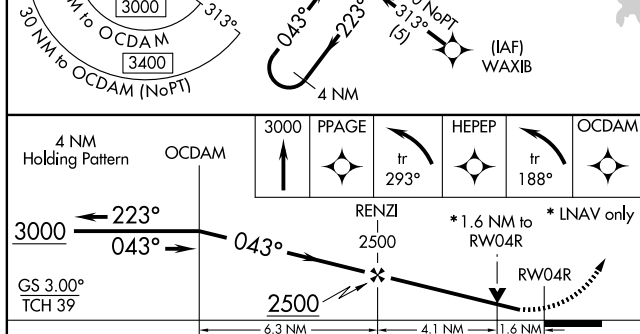 3000
313°
NM to OCDAM
3400
30 NM to OCDAM (NoPT)
043°
223°
4 NM
NoPT
313°
(5)
(IAF)
WAXIB
4 NM
Holding Pattern
OCDAM
3000
PPAGE
tr
293°
HEPEP
tr
188°
OCDAM
3000
223°
043°
043°
RENZI
2500
*1.6 NM to
RW04R
* LNAV only
RW04R
GS 3.00°
TCH 39
2500
6.3 NM
4.1 NM
1.6 NM